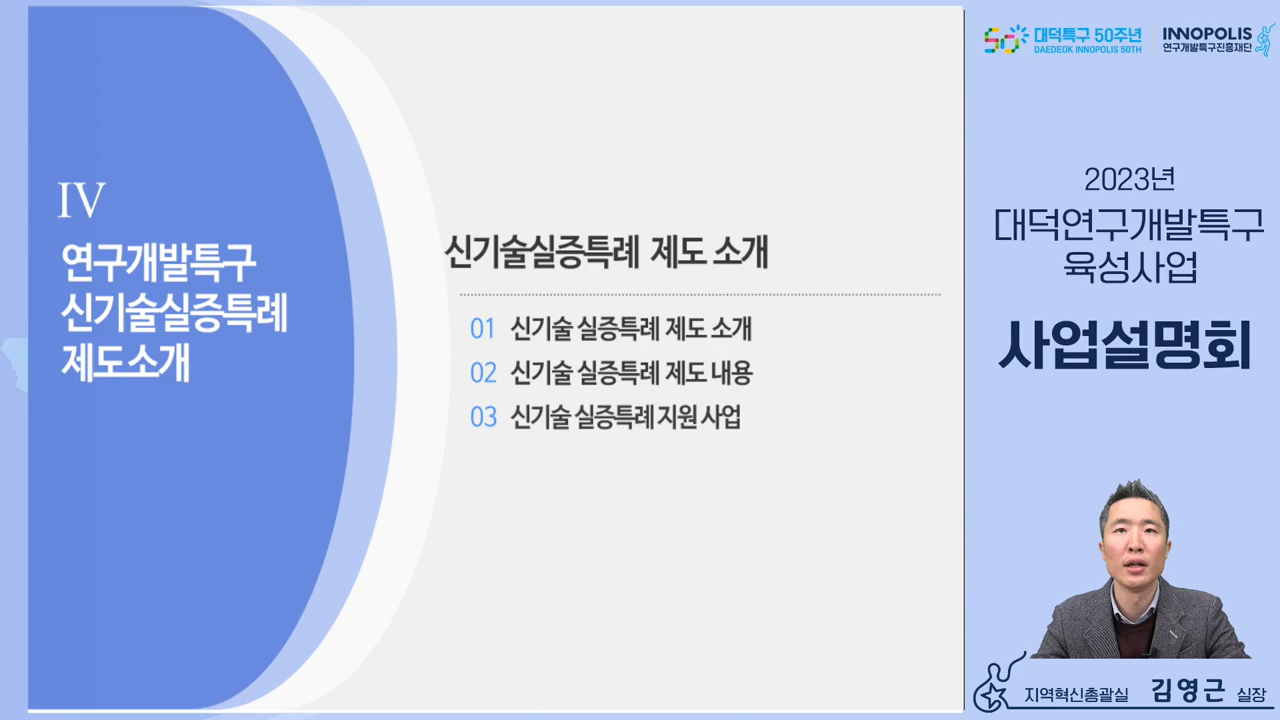 IV
연구개발특구
신기술실증특례
제도소개
신기술실증특례 제도 소개
01 신기술 실증특례 제도 소개
02 신기술 실증특례 제도 내용
03 신기술 실증특례 지원 사업
50 대덕특구 50주년
DAEDEOK INNOPOLIS 50TH
INNOPOLIS
연구개발특구진흥재단
2023년
대덕연구개발특구
육성사업
사업설명회
지역혁신총괄실 김영근 실장